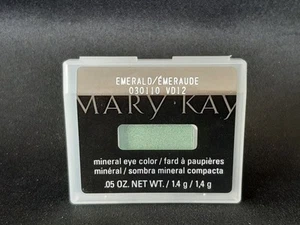 EMERALD/ÉMERAUDE
030110 VD12
MARY KAY
mineral eye color / fard à paupières
minéral / sombra mineral compacta
.05 OZ. NET WT. / 1.4 g / 1,4 g